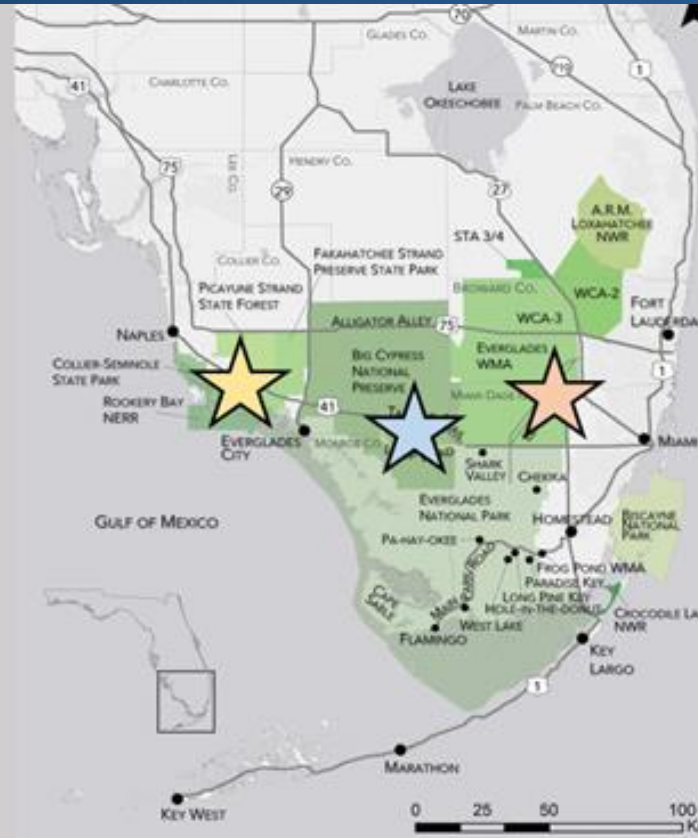 70
MARTIN CO.
GLADES CO.
710
1
41
CHARLOTTE CO.
LAKE
OKEECHOBEE
PALM BEACH CO.
75
LEE CO.
HENDRY CO.
29
27
A.R.M.
LOXAHATCHEE
NWR
STA 3/4
COLLIER CO.
FAKAHATCHEE STRAND
PRESERVE STATE PARK
PICAYUNE STRAND
STATE FOREST
BROWARD CO.
WCA-2
FORT
WCA-3
ALLIGATOR ALLEY
75
NAPLES
BIG CYPRESS
NATIONAL
PRESERVE
EVERGLADES
WMA
1
COLLIER-SEMINOLE
STATE PARK
MIAMI DADE
ROOKERY BAY
NERR
41
EVERGLADES
CITY
MONROE CO.
MIAMI
SHARK
VALLEY
CHEKIKA
EVERGLADES
NATIONAL PARK
GULF OF MEXICO
HOMESTEAD
BISCAYNE
NATIONAL
PARK
PA-HAY-OKEE
FROG POND WMA
PARADISE KEY
LONG PINE KEY
HOLE-IN-THE-DONUT
MAIN PARK ROAD
CAPE
SABLE
WEST LAKE
FLAMINGO
CROCODILE LA
NWR
KEY
LARGO
1
MARATHON
KEY WEST
0 25 50 100
K